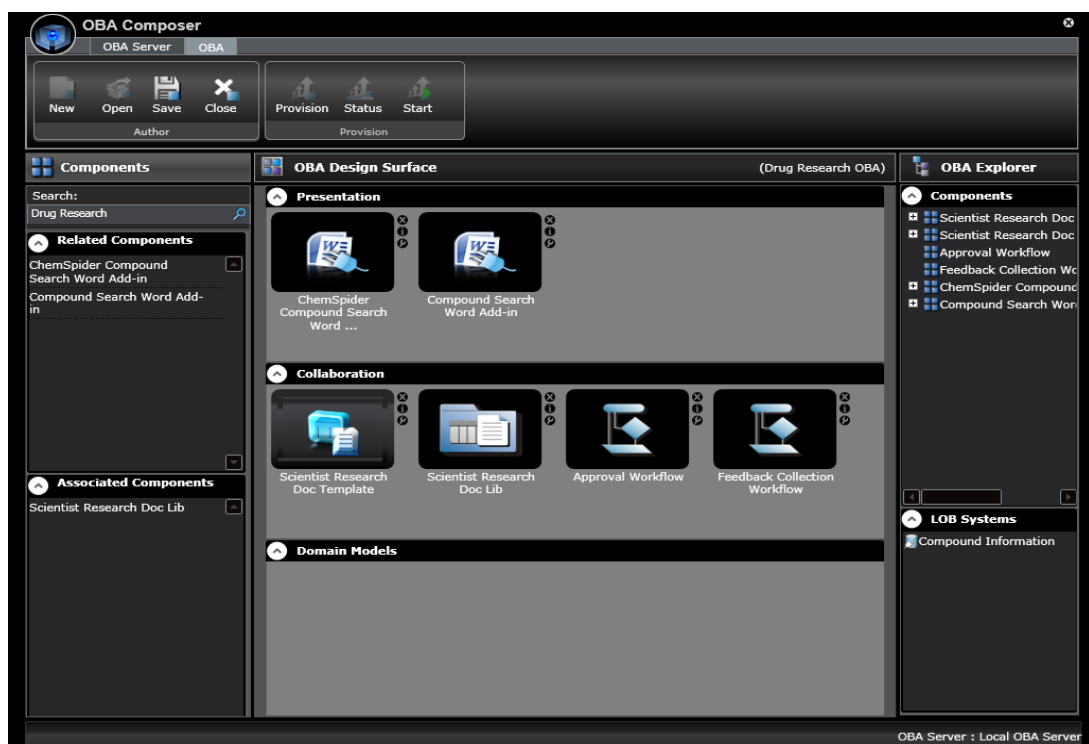 OBA Composer
OBA Server OBA
New Open Save Close
Author
Provision Status Start
Provision
Components
Search:
Drug Research
Related Components
ChemSpider Compound
Search Word Add-in
Compound Search Word Add-
in
Associated Components
Scientist Research Doc Lib
OBA Design Surface (Drug Research OBA)
Presentation
ChemSpider
Compound Search
Word ...
Compound Search
Word Add-in
Collaboration
Scientist Research
Doc Template
Scientist Research
Doc Lib
Approval Workflow
Feedback Collection
Workflow
Domain Models
OBA Explorer
Components
Scientist Research Doc
Scientist Research Doc
Approval Workflow
Feedback Collection Wo
ChemSpider Compound
Compound Search Wor
LOB Systems
Compound Information
OBA Server : Local OBA Server